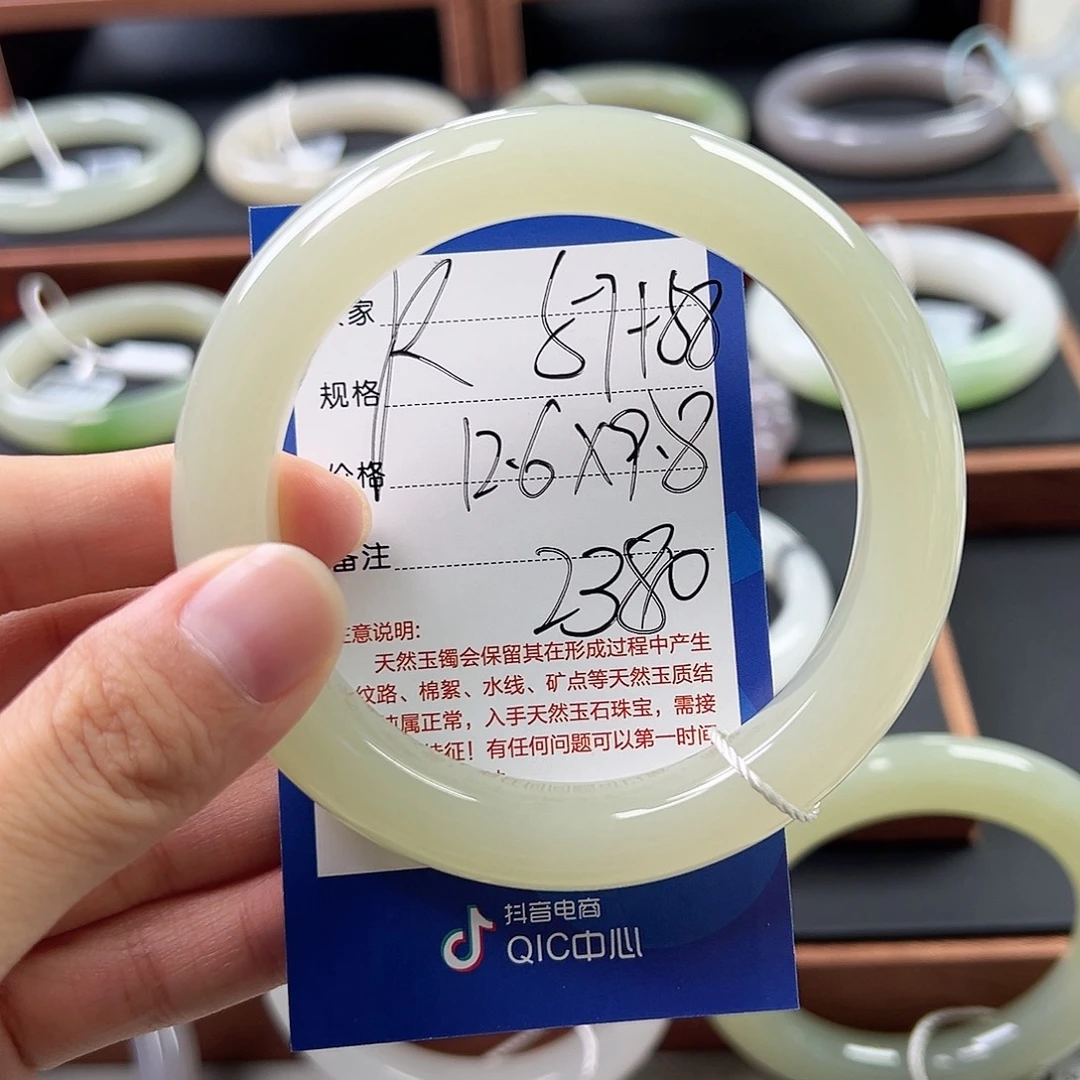 家 R 57+58
规格
价格 12.6X9.8
备注 2380
注意说明:
天然玉镯会保留其在形成过程中产生
纹路、棉絮、水线、矿点等天然玉质结
属正常，入手天然玉石珠宝，需接
特征！有任何问题可以第一时间
抖音电商
QIC中心